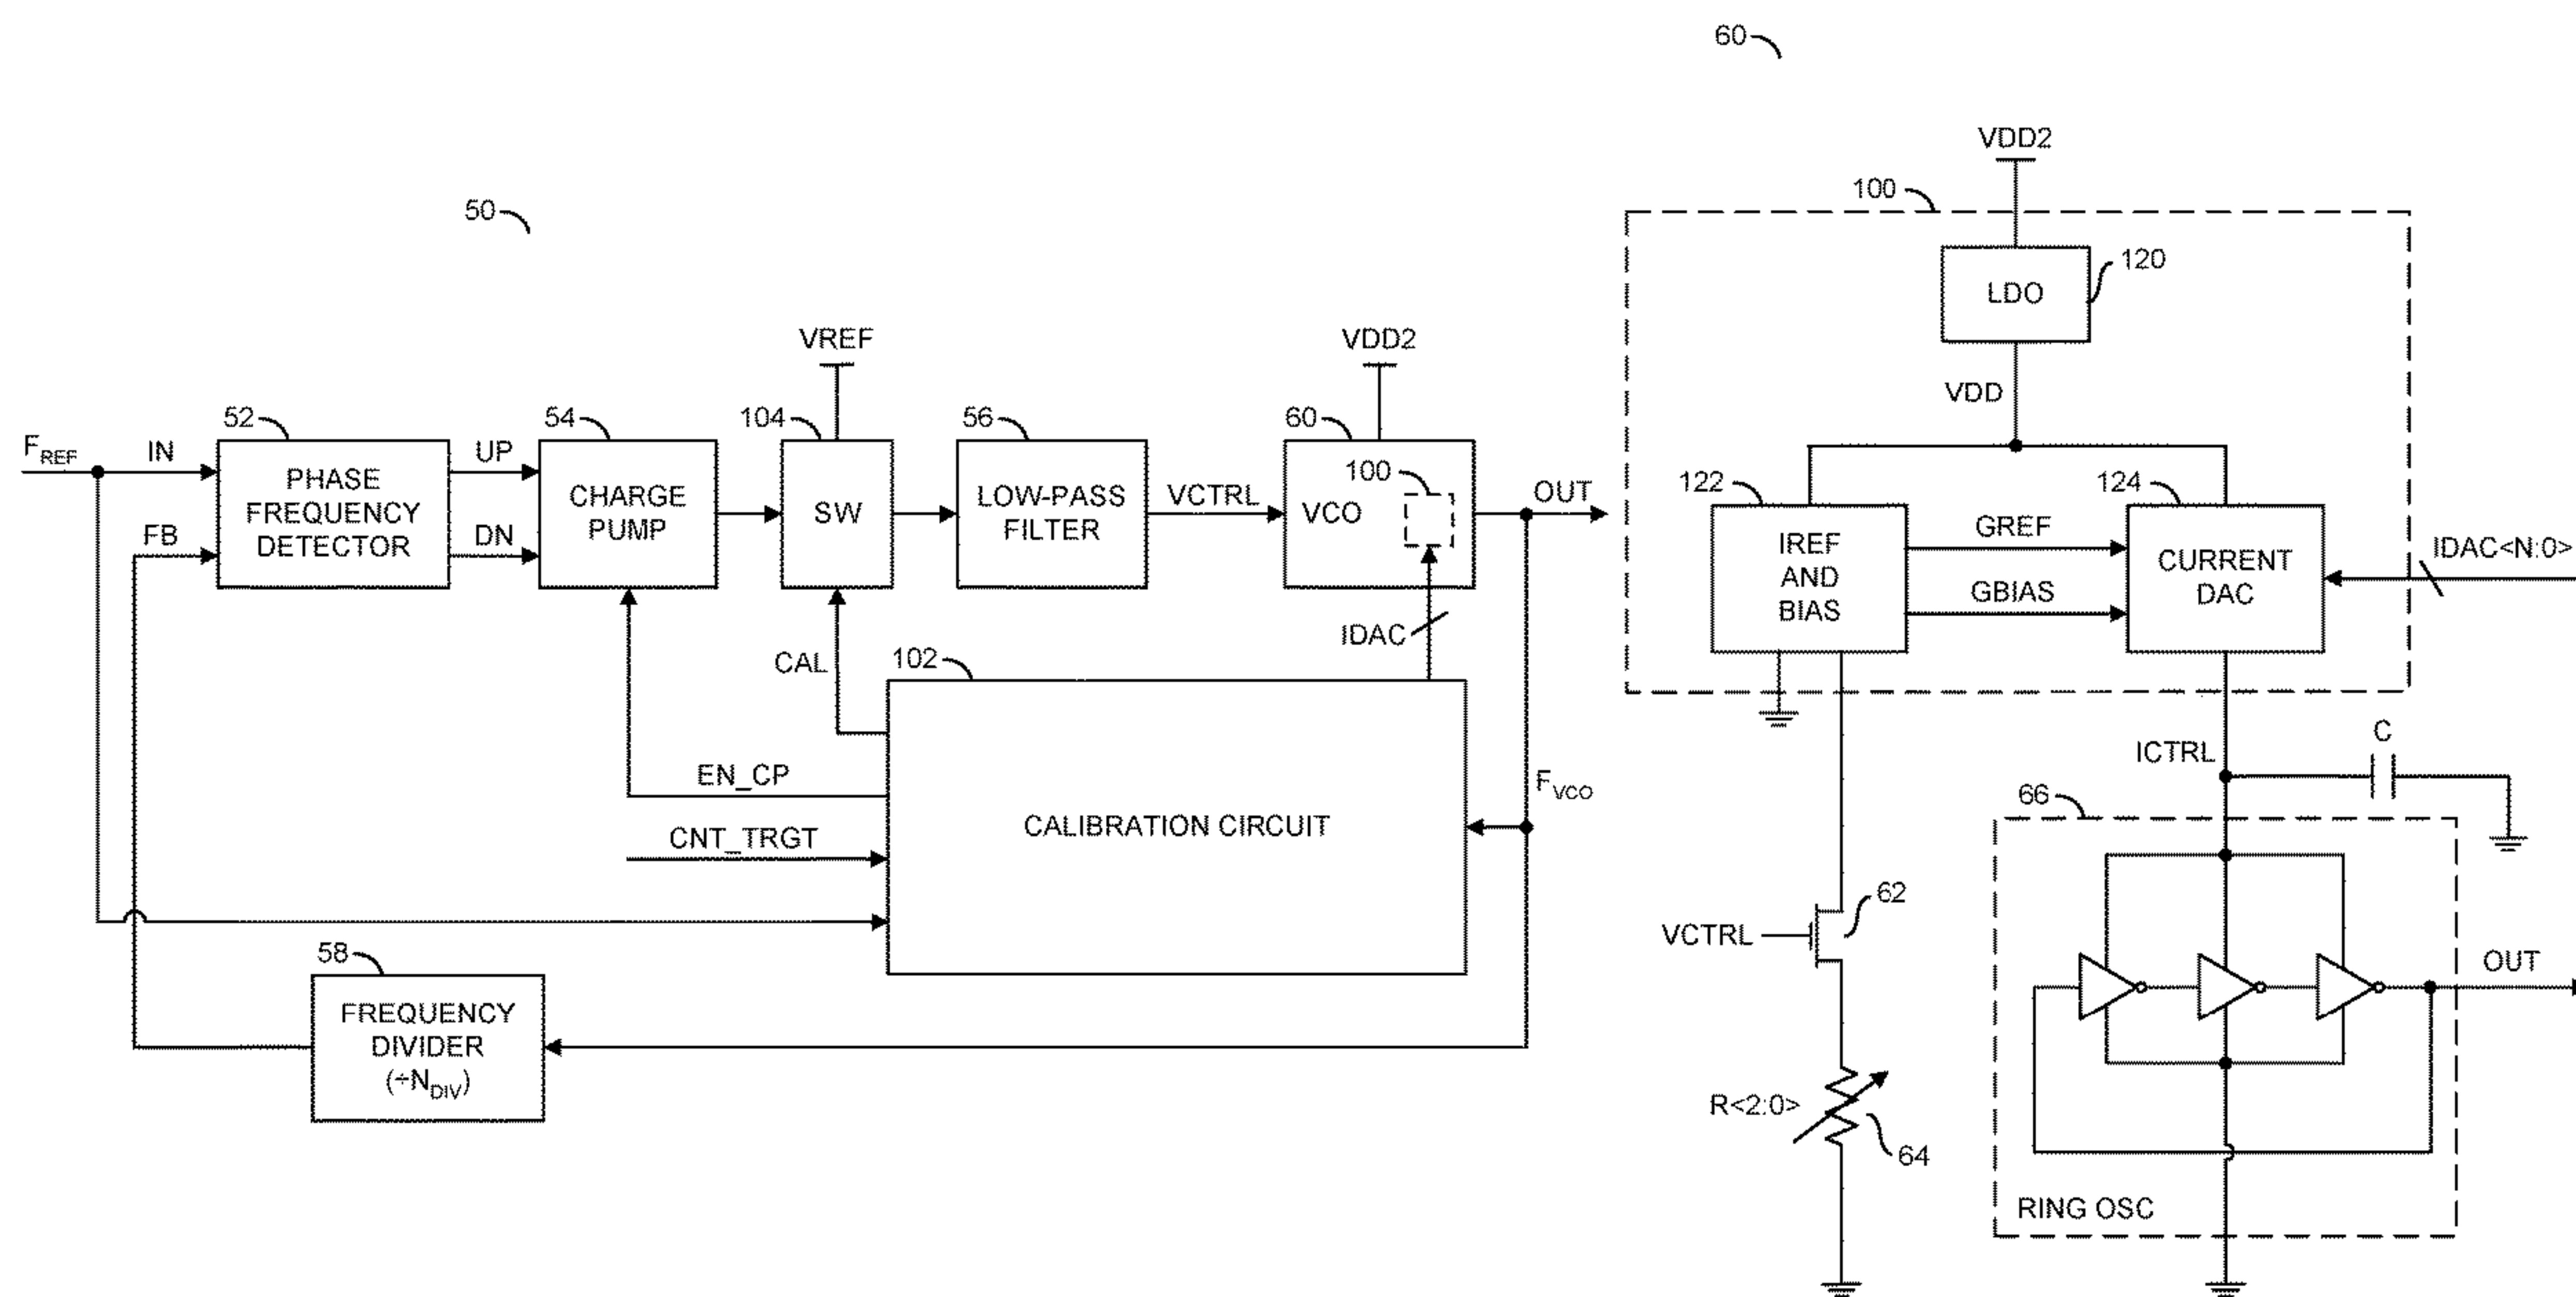 50
F_REF
IN
FB
52
PHASE
FREQUENCY
DETECTOR
UP
DN
54
CHARGE
PUMP
VREF
104
SW
56
LOW-PASS
FILTER
VCTRL
VDD2
60
VCO
100
OUT
IDAC
CAL
EN_CP
CNT_TRGT
102
CALIBRATION CIRCUIT
F_VCO
58
FREQUENCY
DIVIDER
(÷N_DIV)
60
VDD2
100
LDO
120
VDD
122
IREF
AND
BIAS
GREF
GBIAS
124
CURRENT
DAC
IDAC<N:0>
ICTRL
C
62
VCTRL
R<2:0>
64
66
OUT
RING OSC